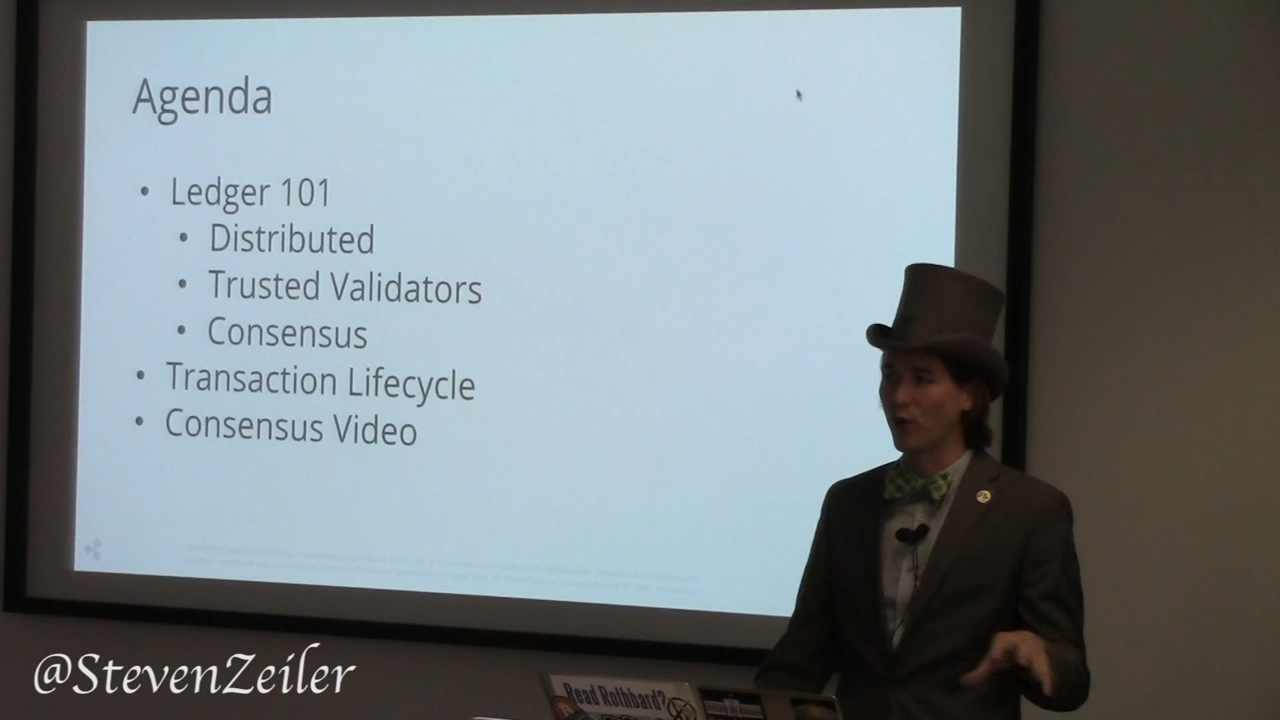 Agenda
• Ledger 101
• Distributed
• Trusted Validators
• Consensus
• Transaction Lifecycle
• Consensus Video
@StevenZeiler
Read Rothbard?